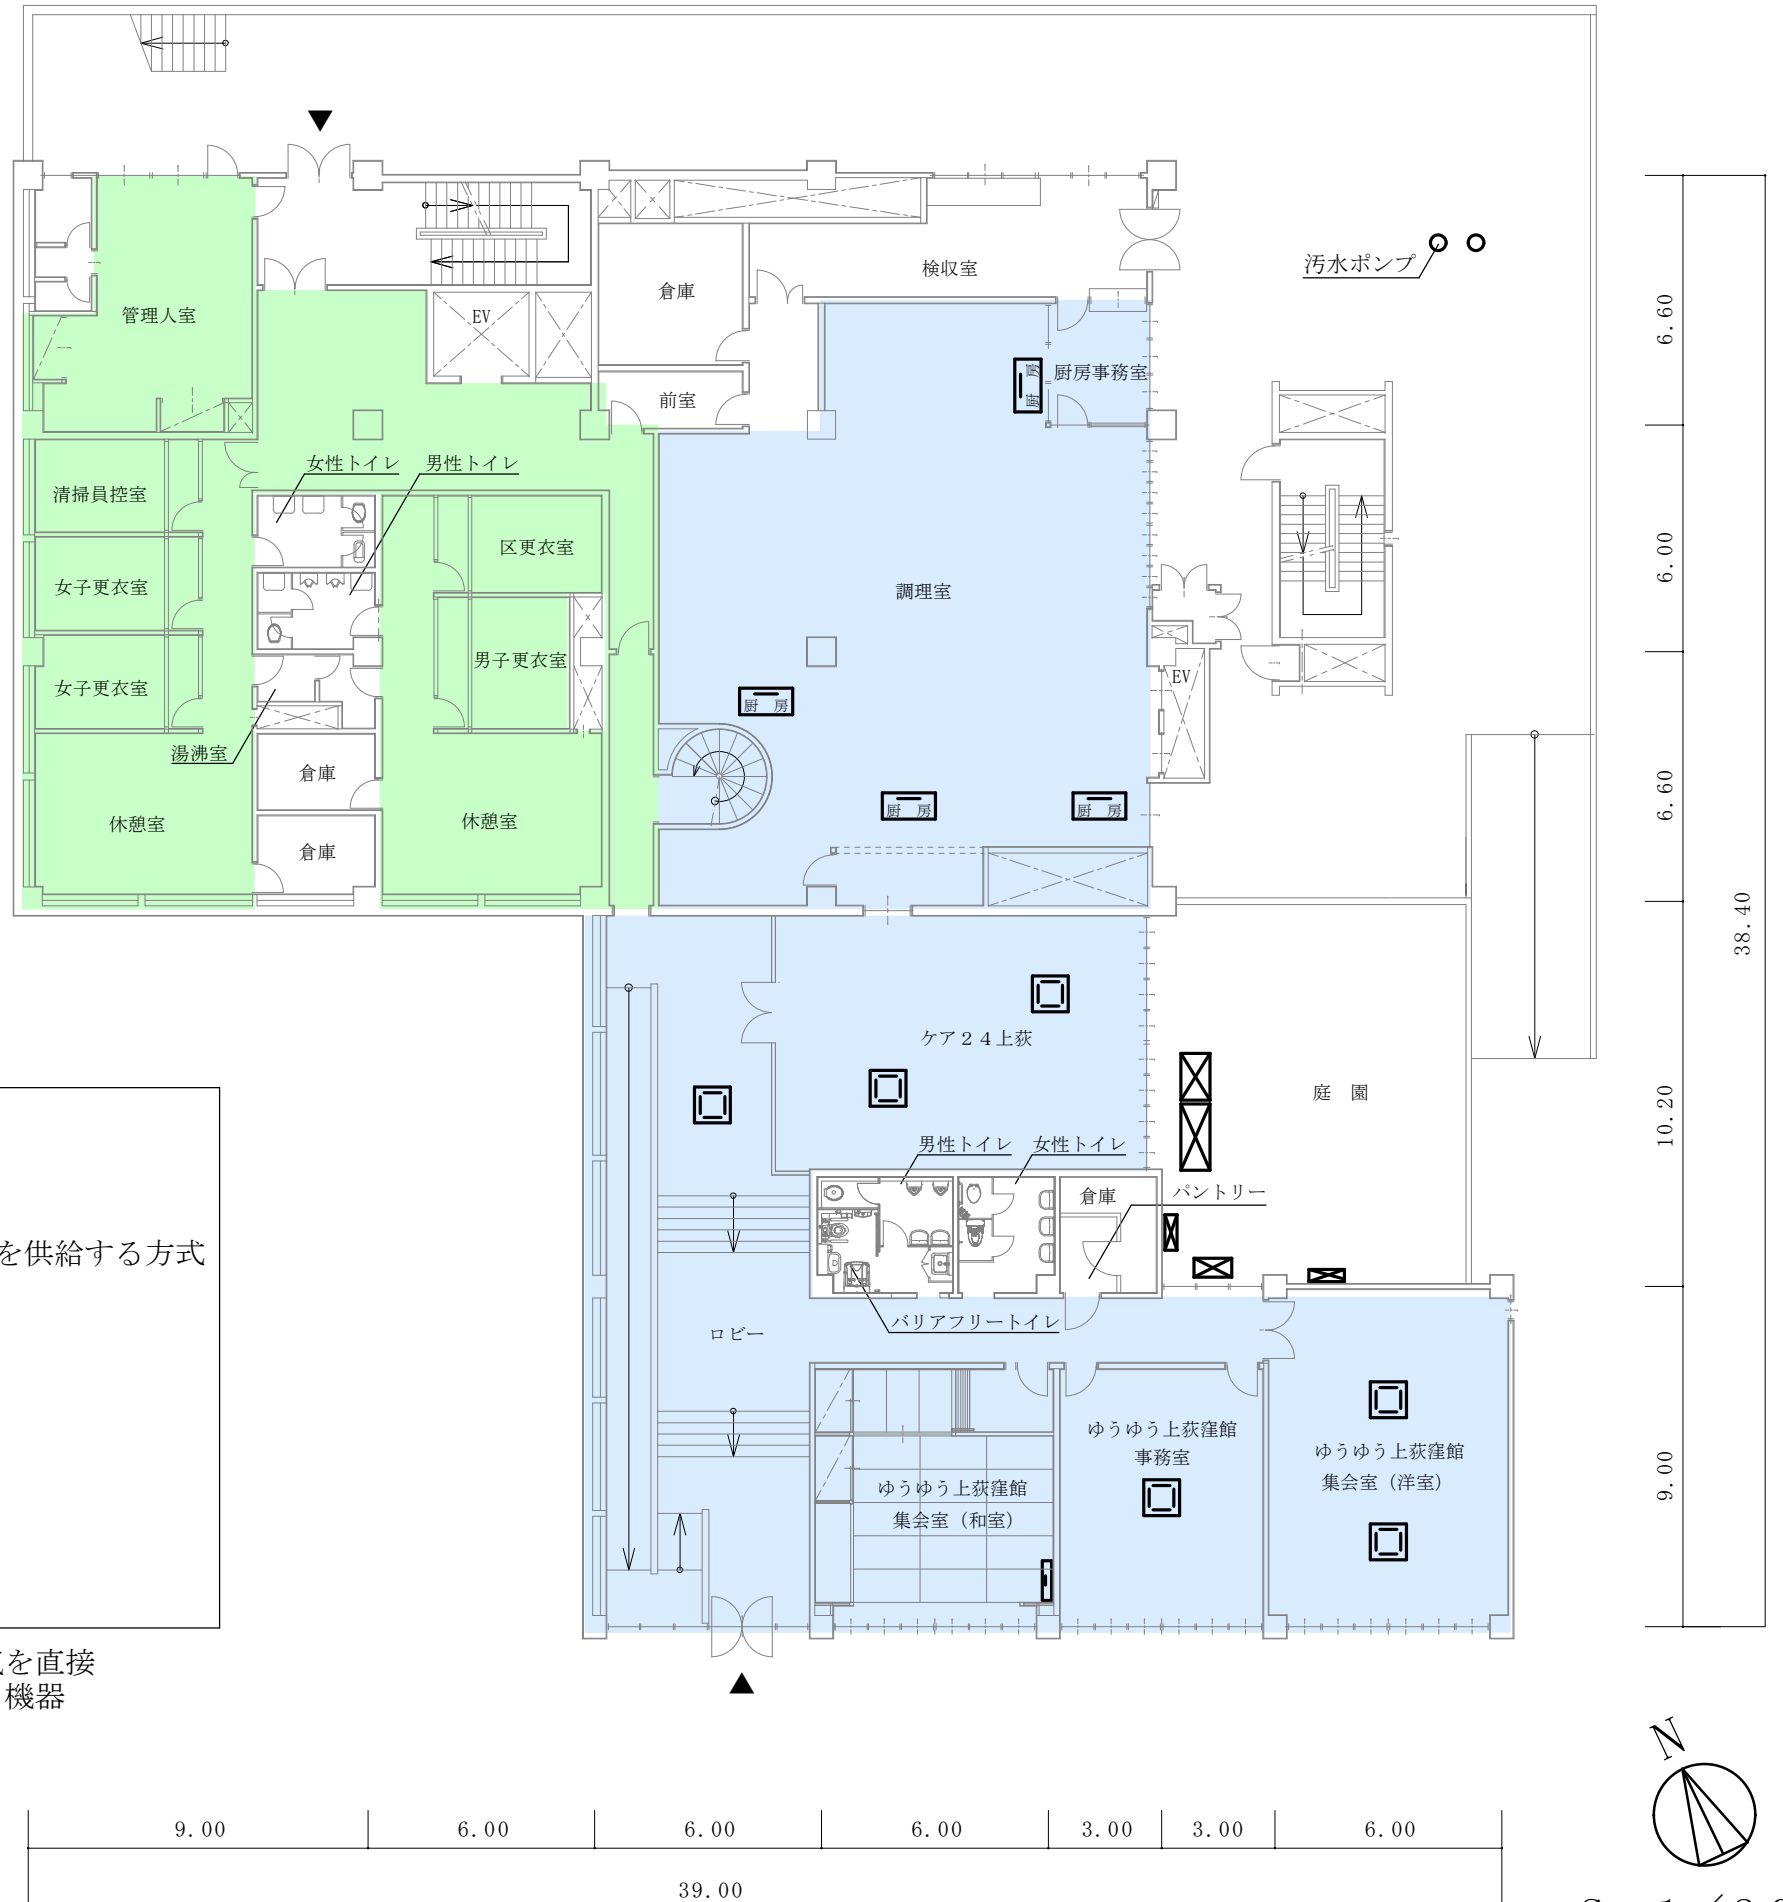 検収室
汚水ポンプ
倉庫
管理人室
EV
厨房事務室
厨 房
前室
女性トイレ
男性トイレ
清掃員控室
区更衣室
女子更衣室
調理室
男子更衣室
女子更衣室
EV
厨 房
湯沸室
倉庫
厨 房
厨 房
休憩室
休憩室
倉庫
ケア24上荻
庭 園
男性トイレ
女性トイレ
倉庫
パントリー
バリアフリートイレ
ロビー
ゆうゆう上荻窪館
事務室
ゆうゆう上荻窪館
集会室（洋室）
ゆうゆう上荻窪館
集会室（和室）
を供給する方式
を直接
機器
6.60
6.00
6.60
10.20
9.00
38.40
N
9.00
6.00
6.00
6.00
3.00
3.00
6.00
39.00